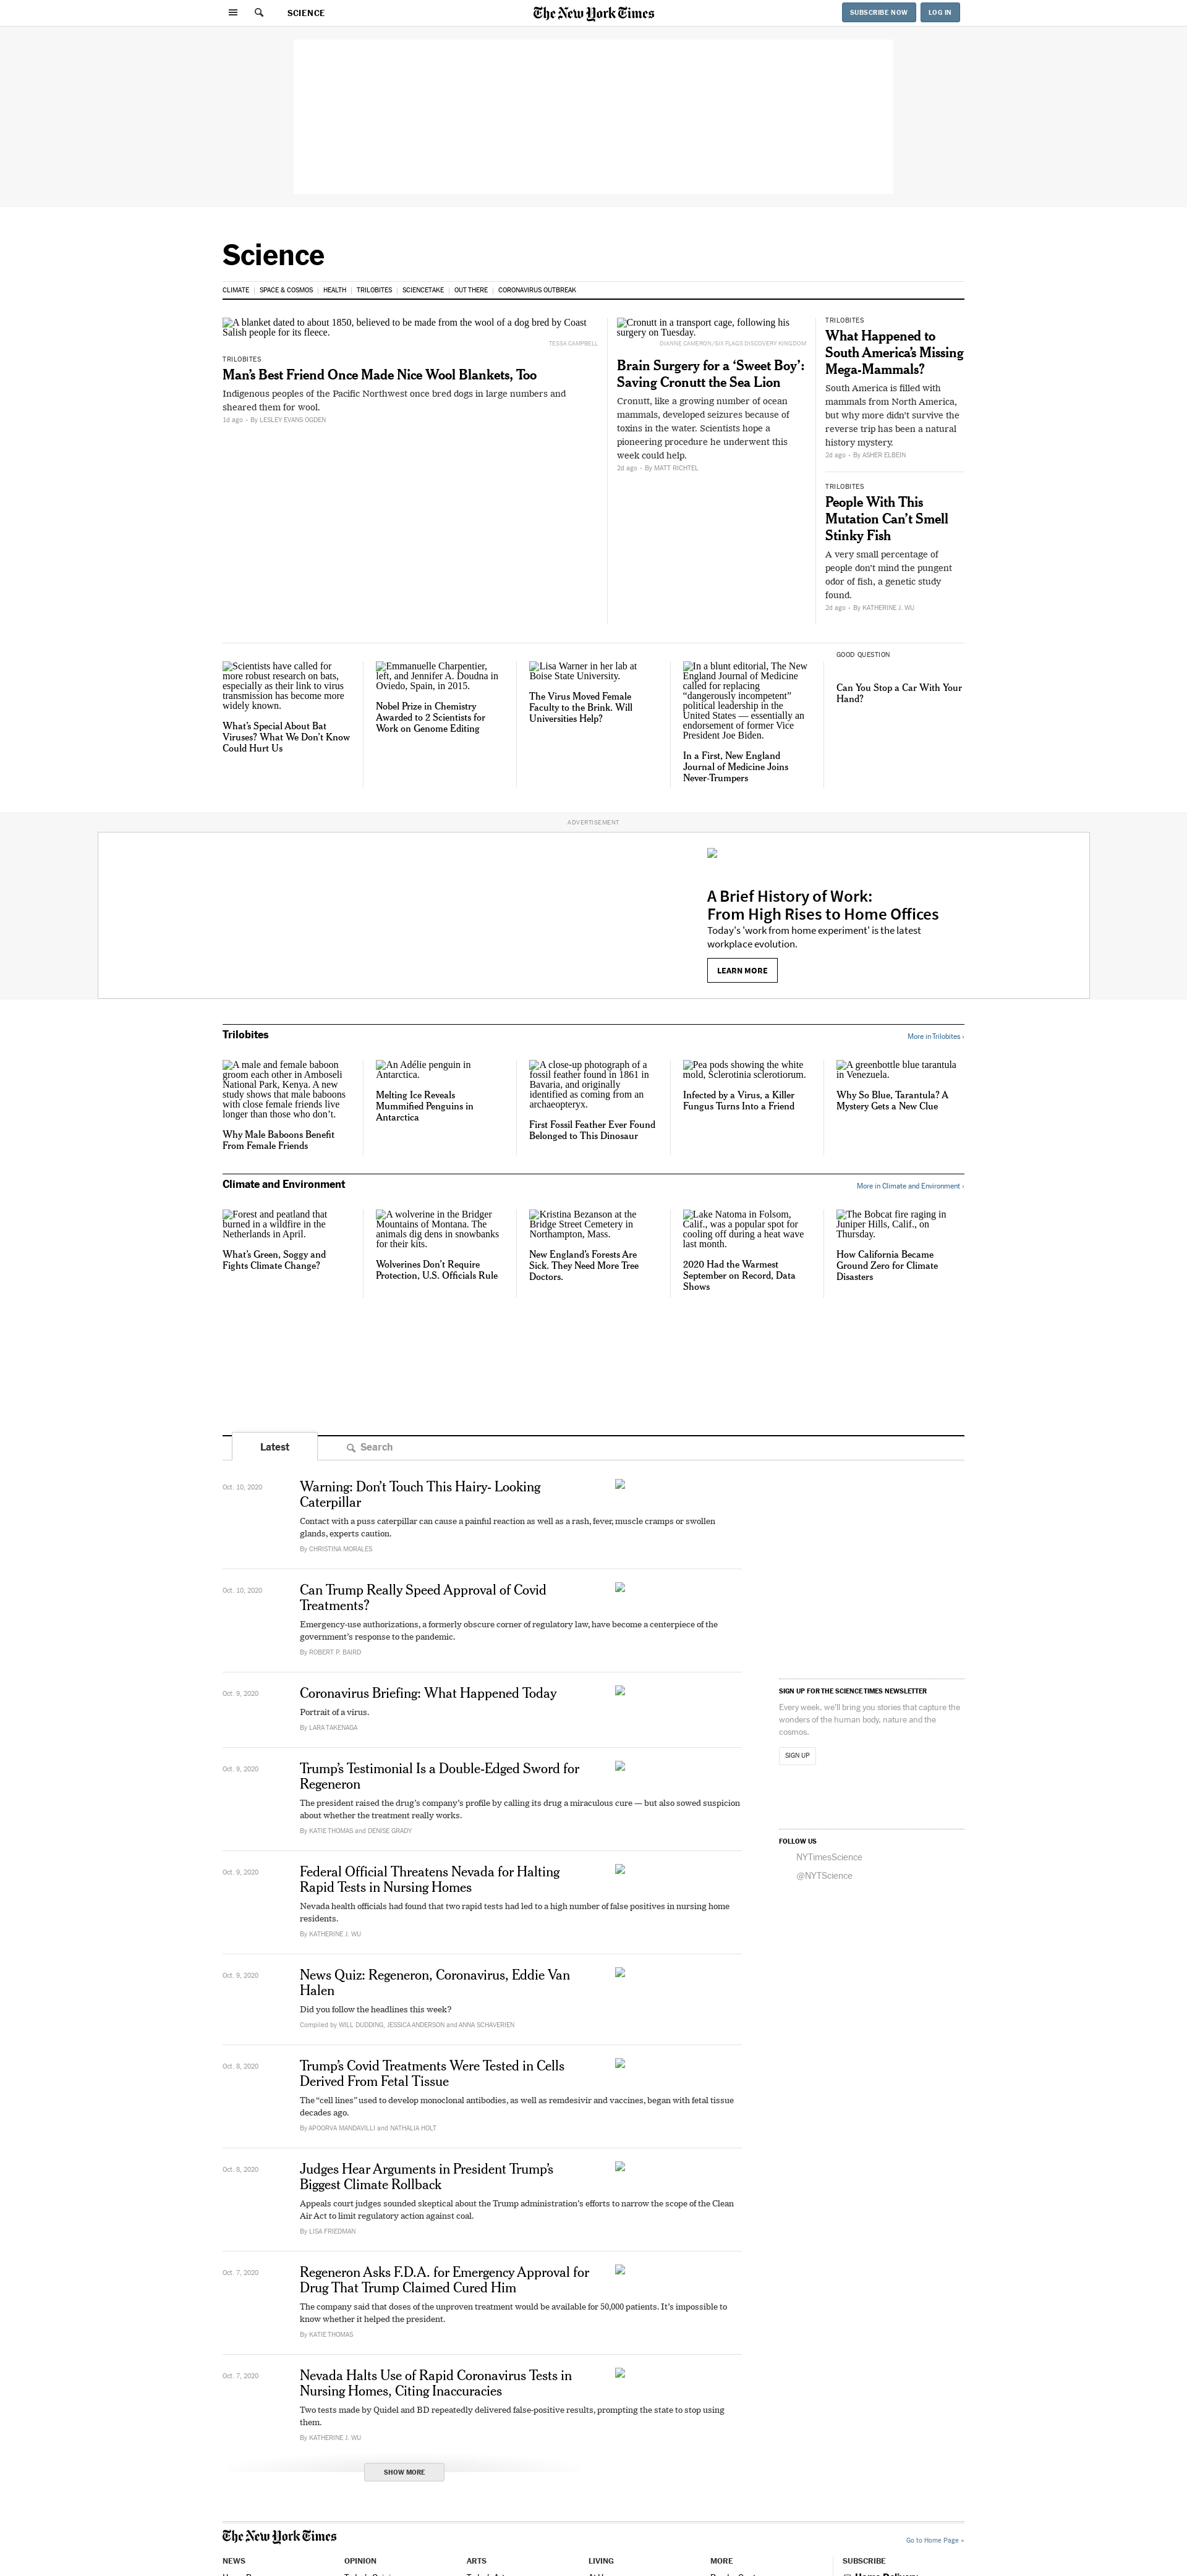 SCIENCE
The New York Times
SUBSCRIBE NOW
LOG IN
Science
CLIMATE
SPACE & COSMOS
HEALTH
TRILOBITES
SCIENCETAKE
OUT THERE
CORONAVIRUS OUTBREAK
A blanket dated to about 1850, believed to be made from the wool of a dog bred by Coast
Salish people for its fleece.
TESSA CAMPBELL
TRILOBITES
Man's Best Friend Once Made Nice Wool Blankets, Too
Indigenous peoples of the Pacific Northwest once bred dogs in large numbers and
sheared them for wool.
1d ago • By LESLEY EVANS OGDEN
Cronutt in a transport cage, following his
surgery on Tuesday.
DIANNE CAMERON/SIX FLAGS DISCOVERY KINGDOM
Brain Surgery for a ‘Sweet Boy’:
Saving Cronutt the Sea Lion
Cronutt, like a growing number of ocean
mammals, developed seizures because of
toxins in the water. Scientists hope a
pioneering procedure he underwent this
week could help.
2d ago • By MATT RICHTEL
TRILOBITES
What Happened to
South America’s Missing
Mega-Mammals?
South America is filled with
mammals from North America,
but why more didn’t survive the
reverse trip has been a natural
history mystery.
2d ago • By ASHER ELBEIN
TRILOBITES
People With This
Mutation Can’t Smell
Stinky Fish
A very small percentage of
people don’t mind the pungent
odor of fish, a genetic study
found.
2d ago • By KATHERINE J. WU
Scientists have called for
more robust research on bats,
especially as their link to virus
transmission has become more
widely known.
What’s Special About Bat
Viruses? What We Don’t Know
Could Hurt Us
Emmanuelle Charpentier,
left, and Jennifer A. Doudna in
Oviedo, Spain, in 2015.
Nobel Prize in Chemistry
Awarded to 2 Scientists for
Work on Genome Editing
Lisa Warner in her lab at
Boise State University.
The Virus Moved Female
Faculty to the Brink. Will
Universities Help?
In a blunt editorial, The New
England Journal of Medicine
called for replacing
“dangerously incompetent”
political leadership in the
United States — essentially an
endorsement of former Vice
President Joe Biden.
In a First, New England
Journal of Medicine Joins
Never-Trumpers
GOOD QUESTION
Can You Stop a Car With Your
Hand?
ADVERTISEMENT
A Brief History of Work:
From High Rises to Home Offices
Today's 'work from home experiment' is the latest
workplace evolution.
LEARN MORE
Trilobites
More in Trilobites ›
A male and female baboon
groom each other in Amboseli
National Park, Kenya. A new
study shows that male baboons
with close female friends live
longer than those who don’t.
Why Male Baboons Benefit
From Female Friends
An Adélie penguin in
Antarctica.
Melting Ice Reveals
Mummified Penguins in
Antarctica
A close-up photograph of a
fossil feather found in 1861 in
Bavaria, and originally
identified as coming from an
archaeopteryx.
First Fossil Feather Ever Found
Belonged to This Dinosaur
Pea pods showing the white
mold, Sclerotinia sclerotiorum.
Infected by a Virus, a Killer
Fungus Turns Into a Friend
A greenbottle blue tarantula
in Venezuela.
Why So Blue, Tarantula? A
Mystery Gets a New Clue
Climate and Environment
More in Climate and Environment ›
Forest and peatland that
burned in a wildfire in the
Netherlands in April.
What’s Green, Soggy and
Fights Climate Change?
A wolverine in the Bridger
Mountains of Montana. The
animals dig dens in snowbanks
for their kits.
Wolverines Don’t Require
Protection, U.S. Officials Rule
Kristina Bezanson at the
Bridge Street Cemetery in
Northampton, Mass.
New England’s Forests Are
Sick. They Need More Tree
Doctors.
Lake Natoma in Folsom,
Calif., was a popular spot for
cooling off during a heat wave
last month.
2020 Had the Warmest
September on Record, Data
Shows
The Bobcat fire raging in
Juniper Hills, Calif., on
Thursday.
How California Became
Ground Zero for Climate
Disasters
Latest
Search
Oct. 10, 2020
Warning: Don’t Touch This Hairy- Looking
Caterpillar
Contact with a puss caterpillar can cause a painful reaction as well as a rash, fever, muscle cramps or swollen
glands, experts caution.
By CHRISTINA MORALES
Oct. 10, 2020
Can Trump Really Speed Approval of Covid
Treatments?
Emergency-use authorizations, a formerly obscure corner of regulatory law, have become a centerpiece of the
government’s response to the pandemic.
By ROBERT P. BAIRD
Oct. 9, 2020
Coronavirus Briefing: What Happened Today
Portrait of a virus.
By LARA TAKENAGA
Oct. 9, 2020
Trump’s Testimonial Is a Double-Edged Sword for
Regeneron
The president raised the drug’s company’s profile by calling its drug a miraculous cure — but also sowed suspicion
about whether the treatment really works.
By KATIE THOMAS and DENISE GRADY
Oct. 9, 2020
Federal Official Threatens Nevada for Halting
Rapid Tests in Nursing Homes
Nevada health officials had found that two rapid tests had led to a high number of false positives in nursing home
residents.
By KATHERINE J. WU
Oct. 9, 2020
News Quiz: Regeneron, Coronavirus, Eddie Van
Halen
Did you follow the headlines this week?
Compiled by WILL DUDDING, JESSICA ANDERSON and ANNA SCHAVERIEN
Oct. 8, 2020
Trump’s Covid Treatments Were Tested in Cells
Derived From Fetal Tissue
The “cell lines” used to develop monoclonal antibodies, as well as remdesivir and vaccines, began with fetal tissue
decades ago.
By APOORVA MANDAVILLI and NATHALIA HOLT
Oct. 8, 2020
Judges Hear Arguments in President Trump’s
Biggest Climate Rollback
Appeals court judges sounded skeptical about the Trump administration’s efforts to narrow the scope of the Clean
Air Act to limit regulatory action against coal.
By LISA FRIEDMAN
Oct. 7, 2020
Regeneron Asks F.D.A. for Emergency Approval for
Drug That Trump Claimed Cured Him
The company said that doses of the unproven treatment would be available for 50,000 patients. It’s impossible to
know whether it helped the president.
By KATIE THOMAS
Oct. 7, 2020
Nevada Halts Use of Rapid Coronavirus Tests in
Nursing Homes, Citing Inaccuracies
Two tests made by Quidel and BD repeatedly delivered false-positive results, prompting the state to stop using
them.
By KATHERINE J. WU
SHOW MORE
SIGN UP FOR THE SCIENCE TIMES NEWSLETTER
Every week, we'll bring you stories that capture the
wonders of the human body, nature and the
cosmos.
SIGN UP
FOLLOW US
NYTimesScience
@NYTScience
The New York Times
Go to Home Page »
NEWS
OPINION
ARTS
LIVING
MORE
SUBSCRIBE